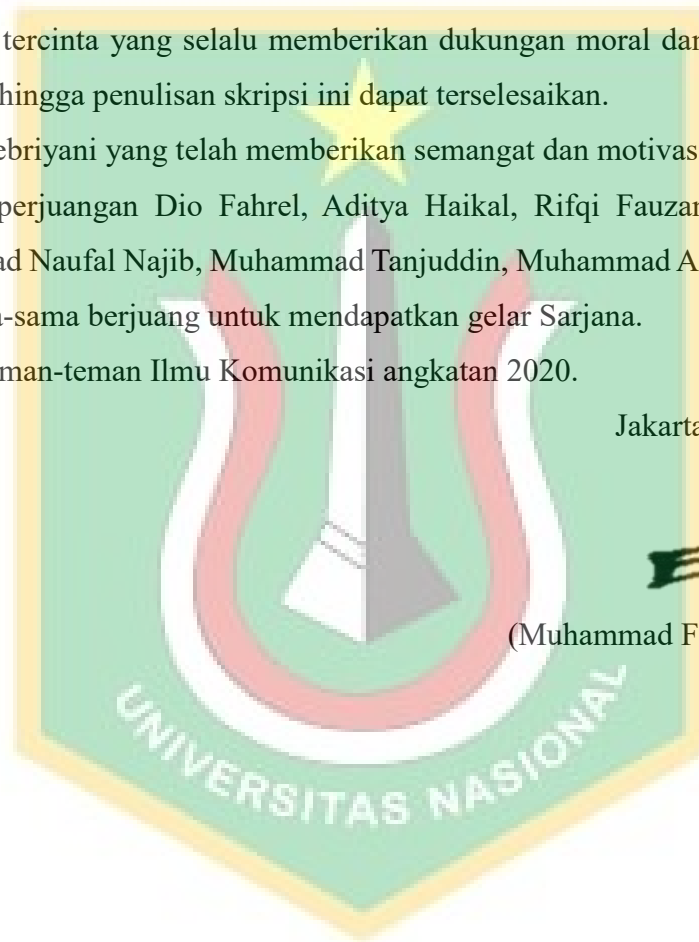 tercinta yang selalu memberikan dukungan moral dan
hingga penulisan skripsi ini dapat terselesaikan.
ebriyani yang telah memberikan semangat dan motivas
perjuangan Dio Fahrel, Aditya Haikal, Rifqi Fauzan
ad Naufal Najib, Muhammad Tanjuddin, Muhammad A
a-sama berjuang untuk mendapatkan gelar Sarjana.
man-teman Ilmu Komunikasi angkatan 2020.
Jakarta
(Muhammad F
UNIVERSITAS NASIONAL